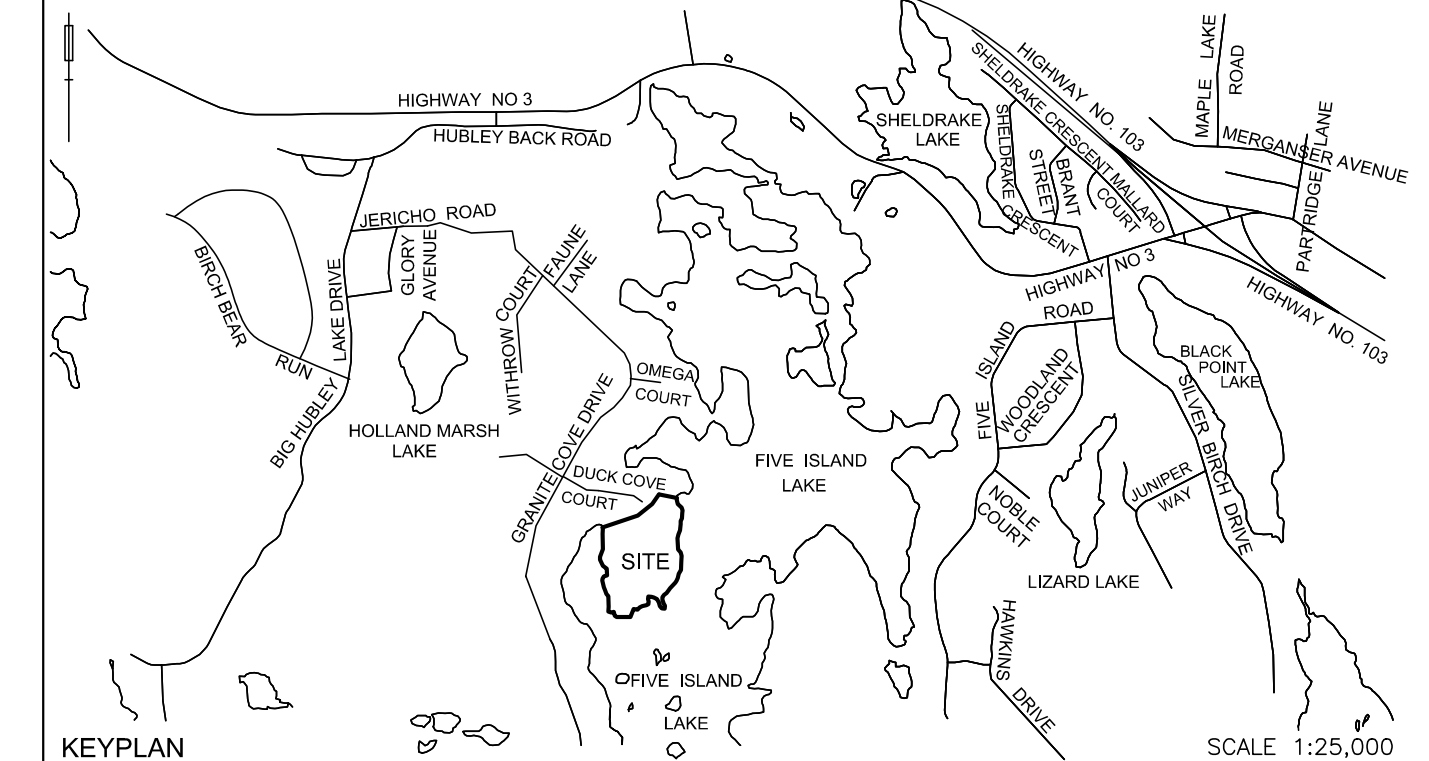 HIGHWAY NO 3
HUBLEY BACK ROAD
SHELDRAKE
LAKE
SHELDRAKE CRESCENT
HIGHWAY NO. 103
MAPLE LAKE
ROAD
MERGANSER AVENUE
PARTRIDGE LANE
SHELDRAKE
CRESCENT
BRANT
STREET
MALLARD
COURT
JERICHO ROAD
GLORY
AVENUE
FAUNE
LANE
BIRCH BEAR
RUN
BIG HUBLEY
LAKE DRIVE
WITHROW COURT
HIGHWAY NO 3
HIGHWAY NO. 103
FIVE ISLAND
ROAD
WOODLAND
CRESCENT
BLACK
POINT
LAKE
OMEGA
COURT
HOLLAND MARSH
LAKE
GRANITE COVE DRIVE
DUCK COVE
COURT
FIVE ISLAND
LAKE
SILVER BIRCH DRIVE
JUNIPER
WAY
NOBLE
COURT
SITE
LIZARD LAKE
HAWKINS DRIVE
FIVE ISLAND
LAKE
KEYPLAN
SCALE 1:25,000